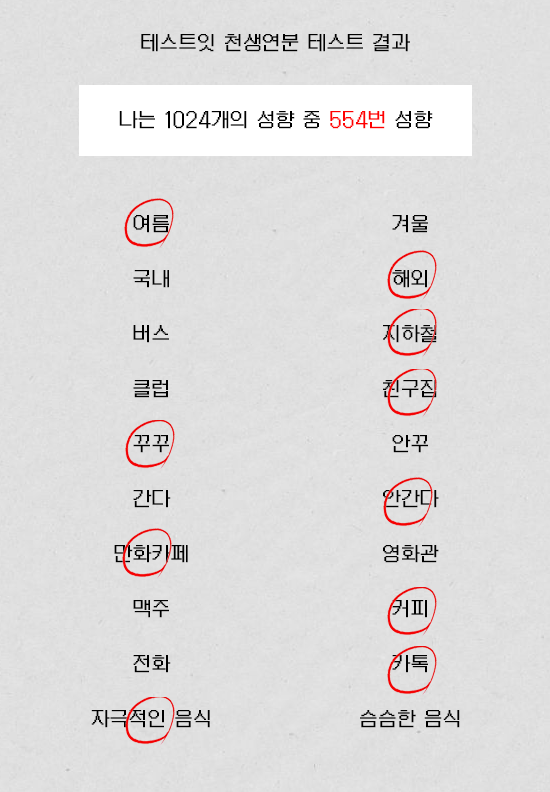 테스트잇 천생연분 테스트 결과
나는 1024개의 성향 중 554번 성향
여름 겨울
국내 해외
버스 지하철
클럽 친구집
꾸꾸 안꾸
간다 안간다
만화카페 영화관
맥주 커피
전화 카톡
자극적인 음식 슴슴한 음식